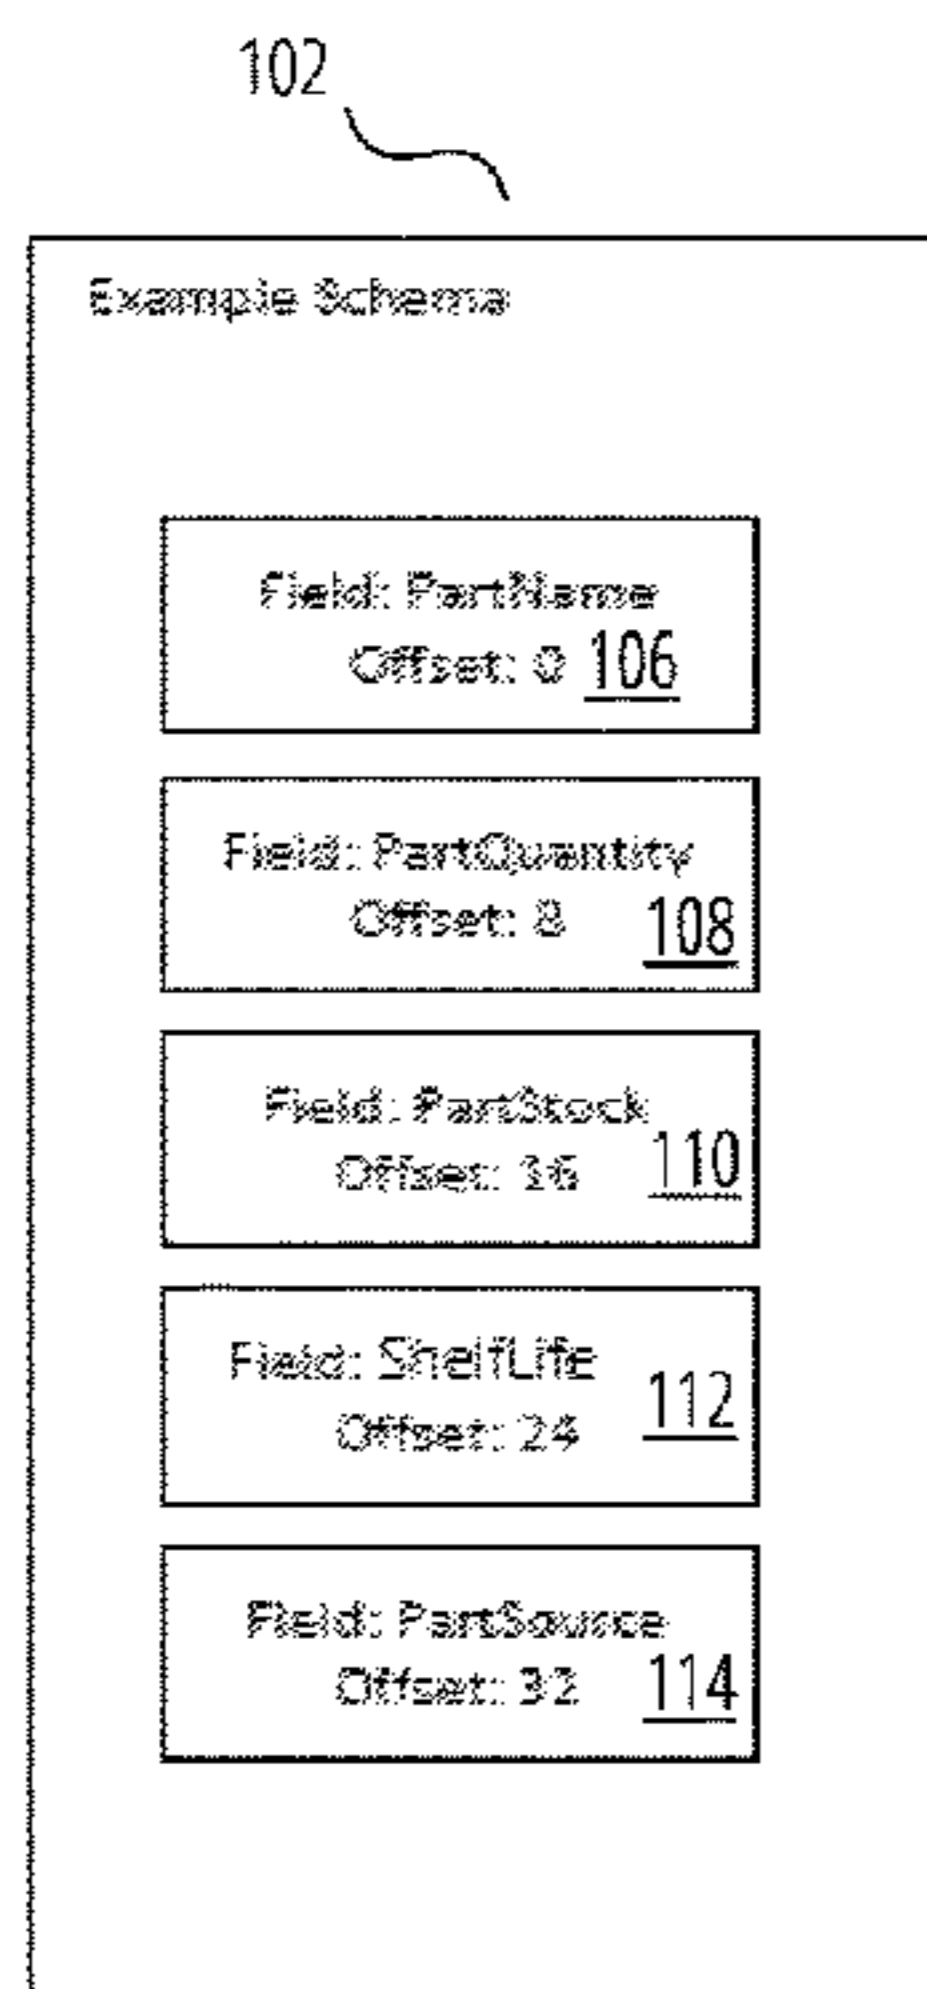 102
Example Schema
Field: PartName
Offset: 0 106
Field: PartQuantity
Offset: 8 108
Field: PartStock
Offset: 16 110
Field: ShelfLife
Offset: 24 112
Field: PartSource
Offset: 32 114